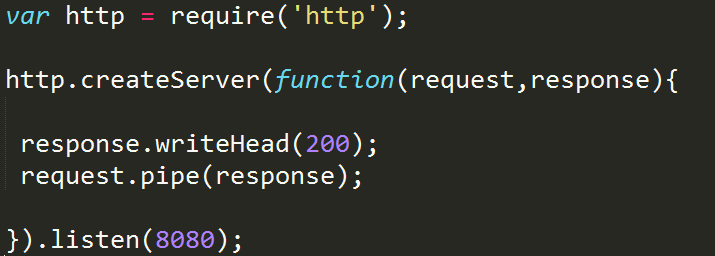 var http = require('http');
http.createServer(function(request,response){
response.writeHead(200);
request.pipe(response);
}).listen(8080);